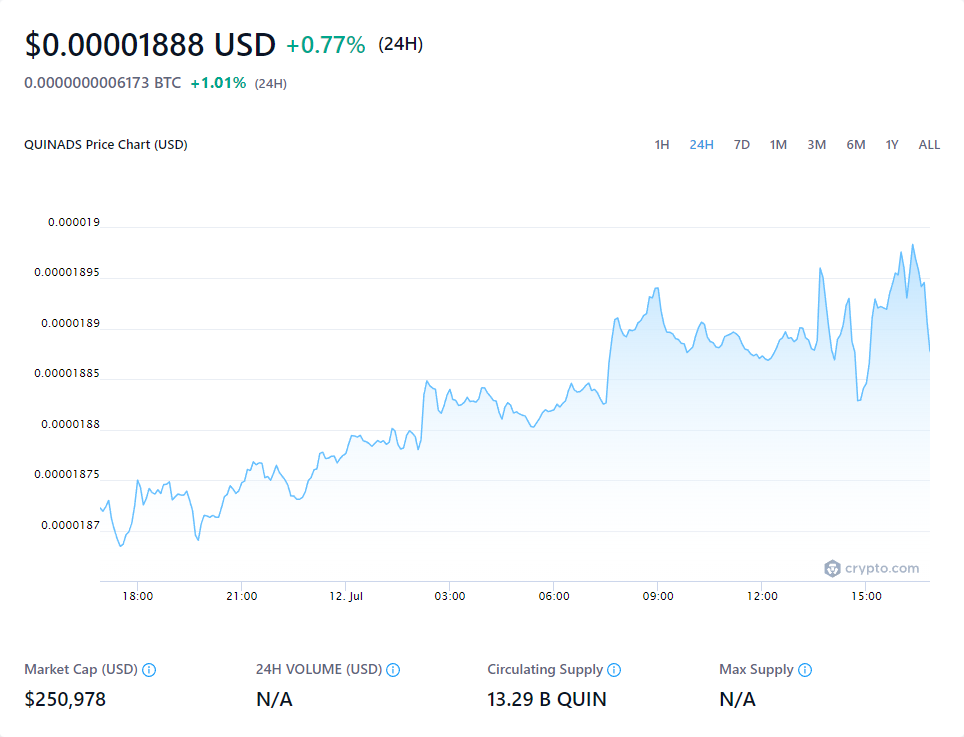 $0.00001888 USD +0.77% (24H)
0.0000000006173 BTC +1.01% (24H)
QUINADS Price Chart (USD) 1H 24H 7D 1M 3M 6M 1Y ALL
0.000019
0.00001895
0.0000189
0.00001885
0.0000188
0.00001875
0.0000187
crypto.com
18:00 21:00 12. Jul 03:00 06:00 09:00 12:00 15:00
Market Cap (USD) 24H VOLUME (USD) Circulating Supply Max Supply
$250,978 N/A 13.29 B QUIN N/A